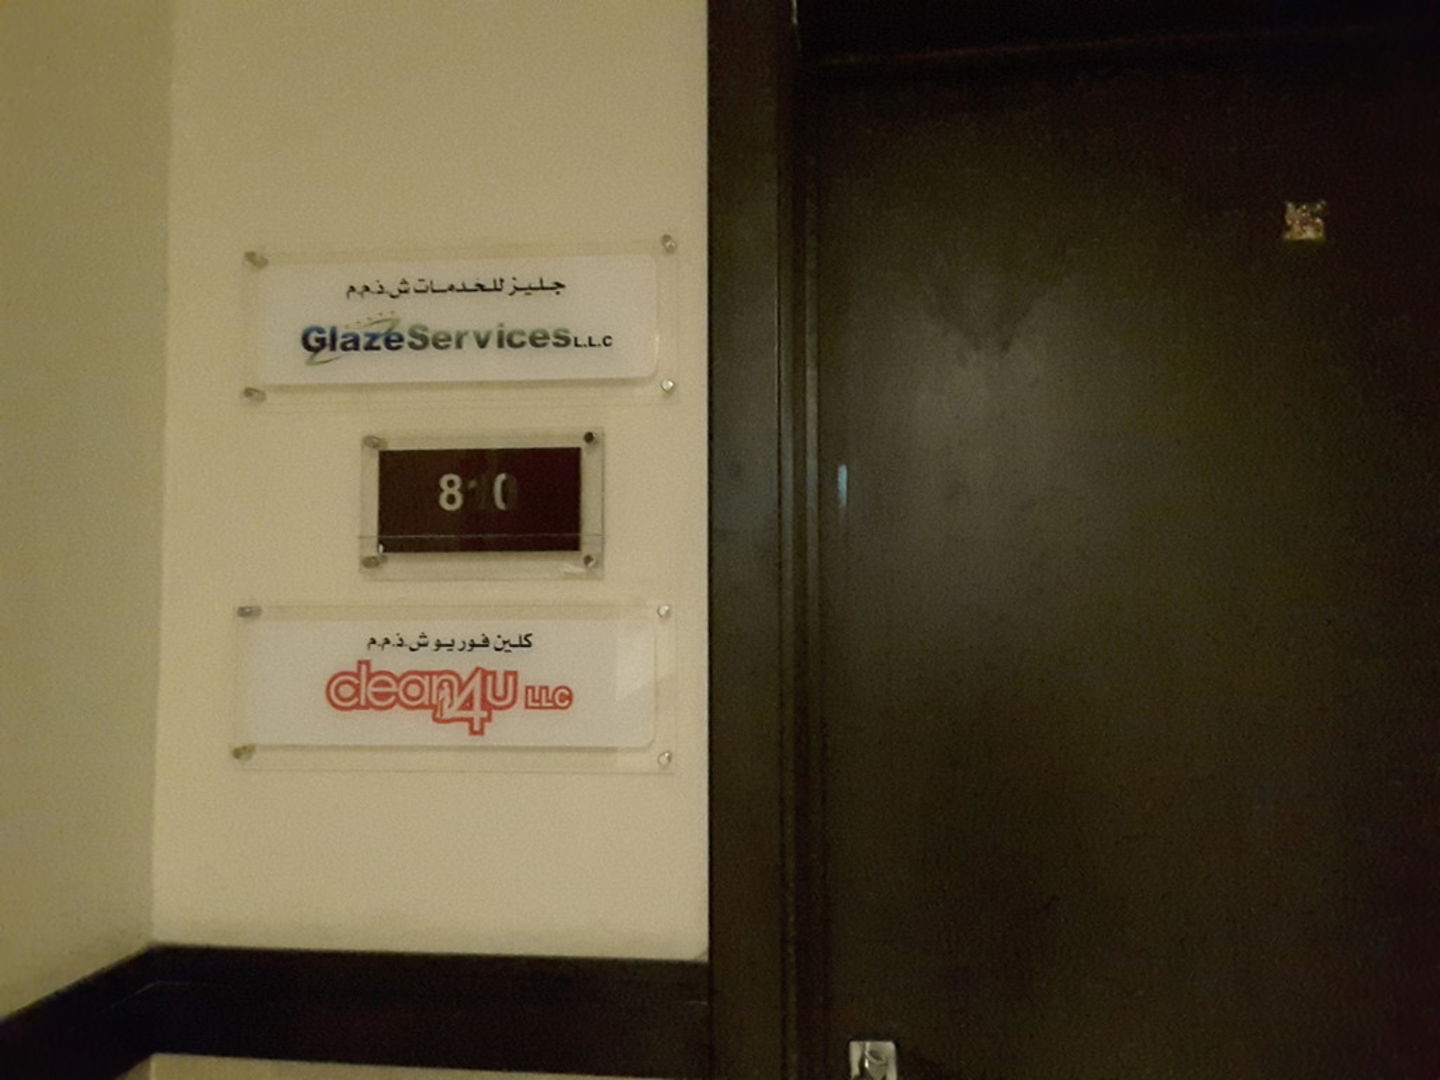 جليز للخدمات ش.ذ.م.م
GlazeServices L.L.C
810
كلين فور يو ش.ذ.م.م
clean4U LLC